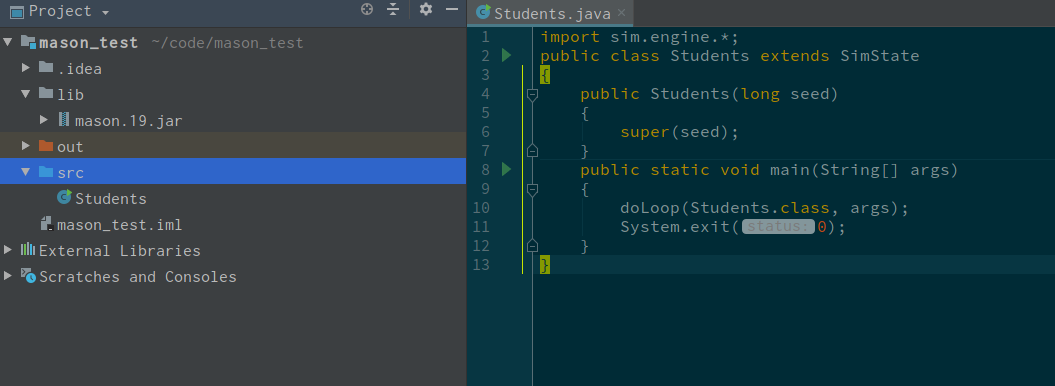 Project
mason_test ~/code/mason_test
.idea
lib
mason.19.jar
out
src
Students
mason_test.iml
External Libraries
Scratches and Consoles
Students.java
1 import sim.engine.*;
2 public class Students extends SimState
3 {
4 public Students(long seed)
5 {
6 super(seed);
7 }
8 public static void main(String[] args)
9 {
10 doLoop(Students.class, args);
11 System.exit( status: 0);
12 }
13 }